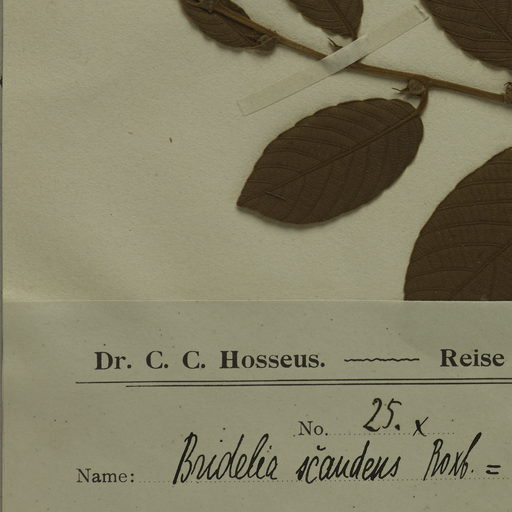 Dr. C. C. Hosseus. Reise
No. 25. x
Name: Bridelia scandens Roxb. =